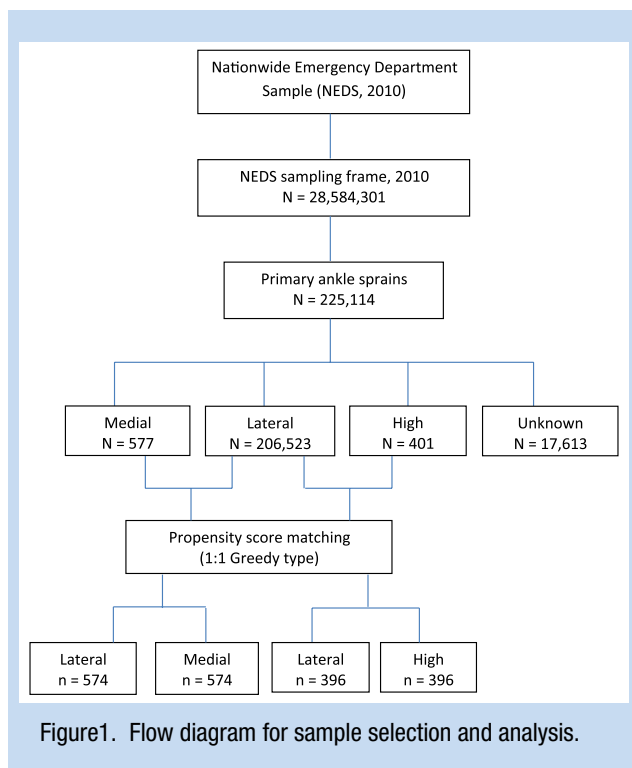 Nationwide Emergency Department
Sample (NEDS, 2010)
NEDS sampling frame, 2010
N = 28,584,301
Primary ankle sprains
N = 225,114
Medial
N = 577
Lateral
N = 206,523
High
N = 401
Unknown
N = 17,613
Propensity score matching
(1:1 Greedy type)
Lateral
n = 574
Medial
n = 574
Lateral
n = 396
High
n = 396
Figure1. Flow diagram for sample selection and analysis.